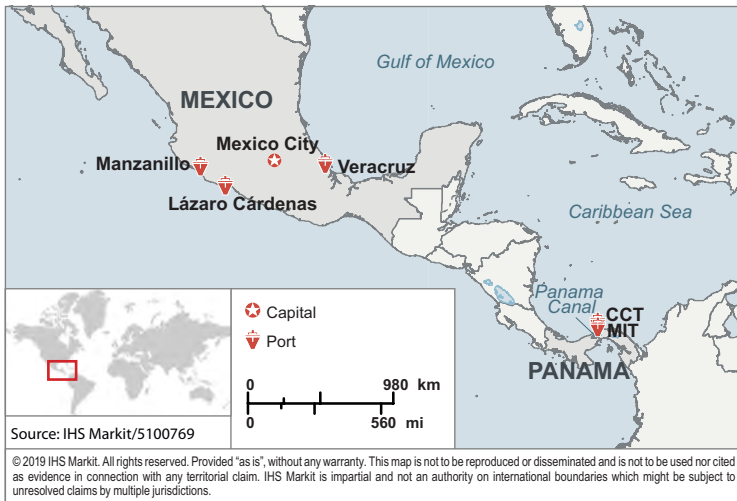 Gulf of Mexico
MEXICO
Mexico City
Manzanillo
Veracruz
Lázaro Cárdenas
Caribbean Sea
Panama
Canal
CCT
MIT
PANAMA
Capital
Port
0 980 km
0 560 mi
Source: IHS Markit/5100769
© 2019 IHS Markit. All rights reserved. Provided “as is”, without any warranty. This map is not to be reproduced or disseminated and is not to be used nor cited
as evidence in connection with any territorial claim. IHS Markit is impartial and not an authority on international boundaries which might be subject to
unresolved claims by multiple jurisdictions.